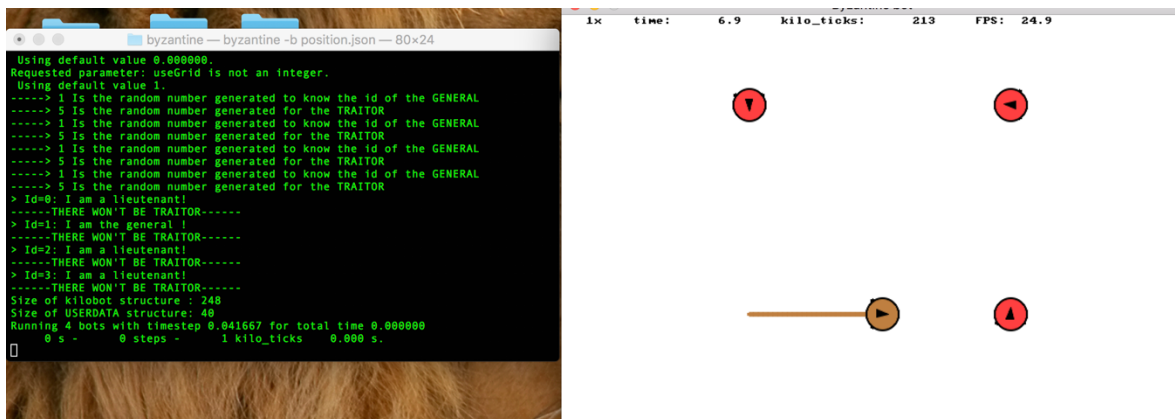 byzantine — byzantine -b position.json — 80×24
Using default value 0.000000.
Requested parameter: useGrid is not an integer.
Using default value 1.
-----> 1 Is the random number generated to know the id of the GENERAL
-----> 5 Is the random number generated for the TRAITOR
-----> 1 Is the random number generated to know the id of the GENERAL
-----> 5 Is the random number generated for the TRAITOR
-----> 1 Is the random number generated to know the id of the GENERAL
-----> 5 Is the random number generated for the TRAITOR
-----> 1 Is the random number generated to know the id of the GENERAL
-----> 5 Is the random number generated for the TRAITOR
> Id=0: I am a lieutenant!
------THERE WON'T BE TRAITOR------
> Id=1: I am the general !
------THERE WON'T BE TRAITOR------
> Id=2: I am a lieutenant!
------THERE WON'T BE TRAITOR------
> Id=3: I am a lieutenant!
------THERE WON'T BE TRAITOR------
Size of kilobot structure : 248
Size of USERDATA structure: 40
Running 4 bots with timestep 0.041667 for total time 0.000000
0 s - 0 steps - 1 kilo_ticks 0.000 s.
1x time: 6.9 kilo_ticks: 213 FPS: 24.9